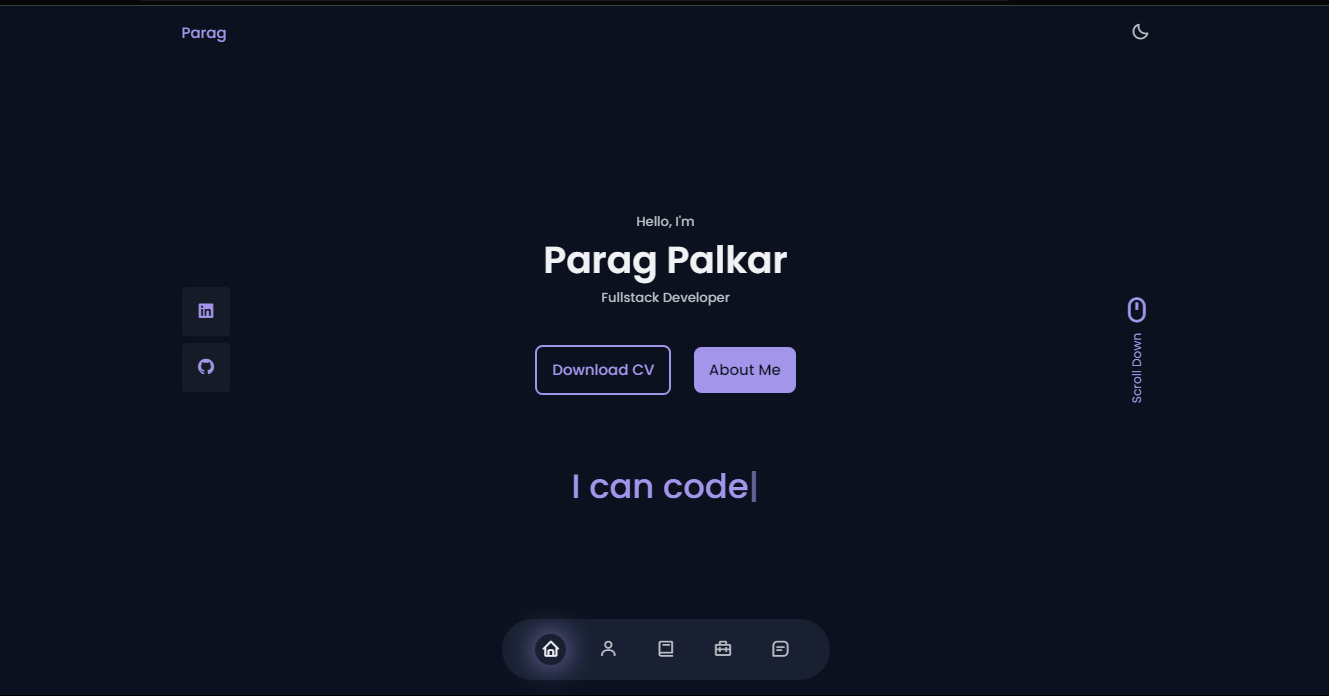 Parag
Hello, I'm
Parag Palkar
Fullstack Developer
Download CV
About Me
Scroll Down
I can code